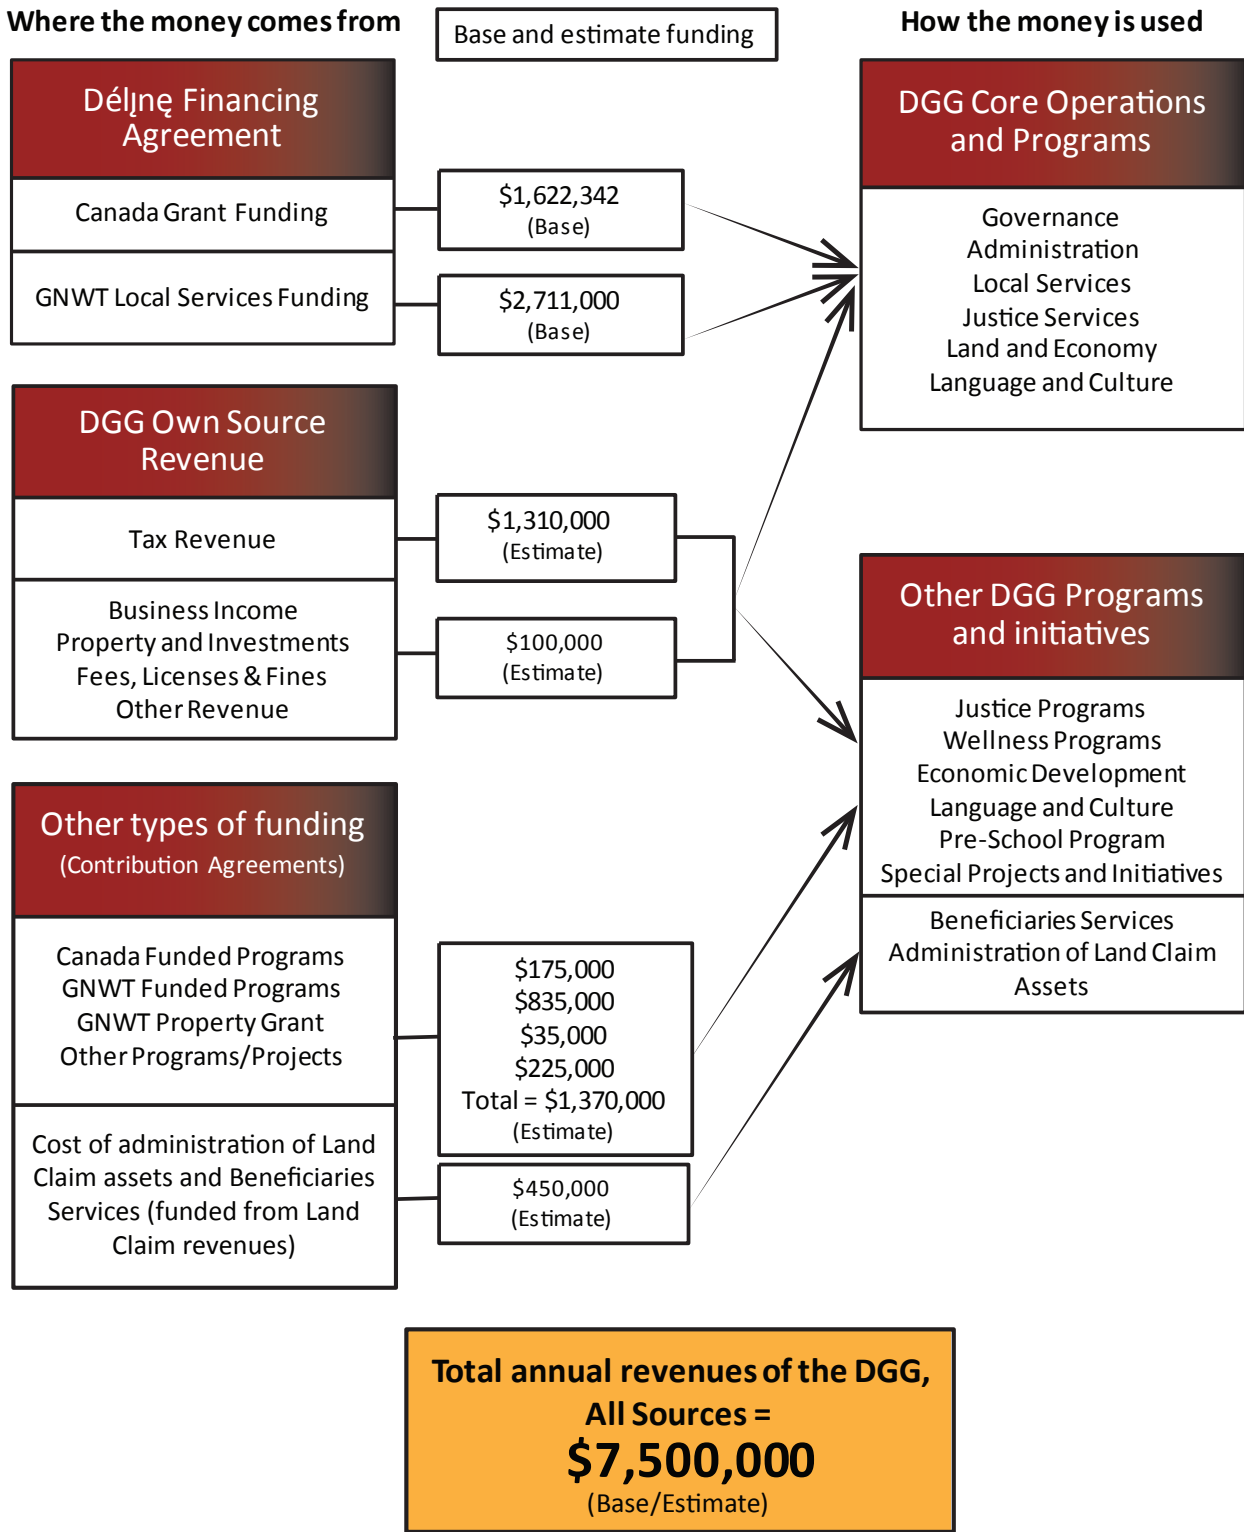 Where the money comes from
Base and estimate funding
How the money is used
Délı̨nę Financing
Agreement
Canada Grant Funding
GNWT Local Services Funding
$1,622,342
(Base)
$2,711,000
(Base)
DGG Core Operations
and Programs
Governance
Administration
Local Services
Justice Services
Land and Economy
Language and Culture
DGG Own Source
Revenue
Tax Revenue
Business Income
Property and Investments
Fees, Licenses & Fines
Other Revenue
$1,310,000
(Estimate)
$100,000
(Estimate)
Other DGG Programs
and initiatives
Justice Programs
Wellness Programs
Economic Development
Language and Culture
Pre-School Program
Special Projects and Initiatives
Beneficiaries Services
Administration of Land Claim
Assets
Other types of funding
(Contribution Agreements)
Canada Funded Programs
GNWT Funded Programs
GNWT Property Grant
Other Programs/Projects
Cost of administration of Land
Claim assets and Beneficiaries
Services (funded from Land
Claim revenues)
$175,000
$835,000
$35,000
$225,000
Total = $1,370,000
(Estimate)
$450,000
(Estimate)
Total annual revenues of the DGG,
All Sources =
$7,500,000
(Base/Estimate)